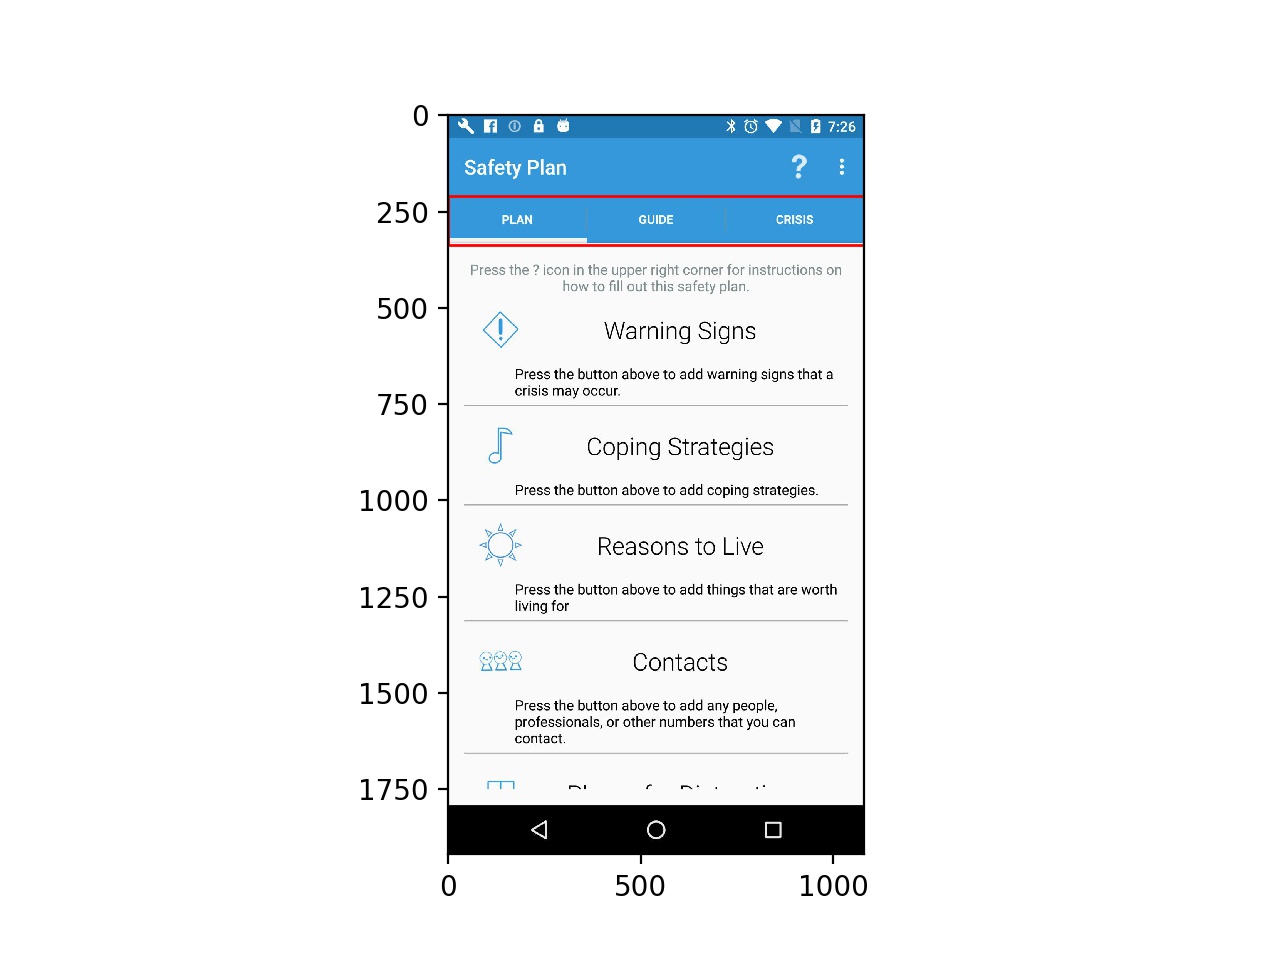 0
250
500
750
1000
1250
1500
1750
7:26
Safety Plan ?
PLAN GUIDE CRISIS
Press the ? icon in the upper right corner for instructions on
how to fill out this safety plan.
Warning Signs
Press the button above to add warning signs that a
crisis may occur.
Coping Strategies
Press the button above to add coping strategies.
Reasons to Live
Press the button above to add things that are worth
living for
Contacts
Press the button above to add any people,
professionals, or other numbers that you can
contact.
0 500 1000